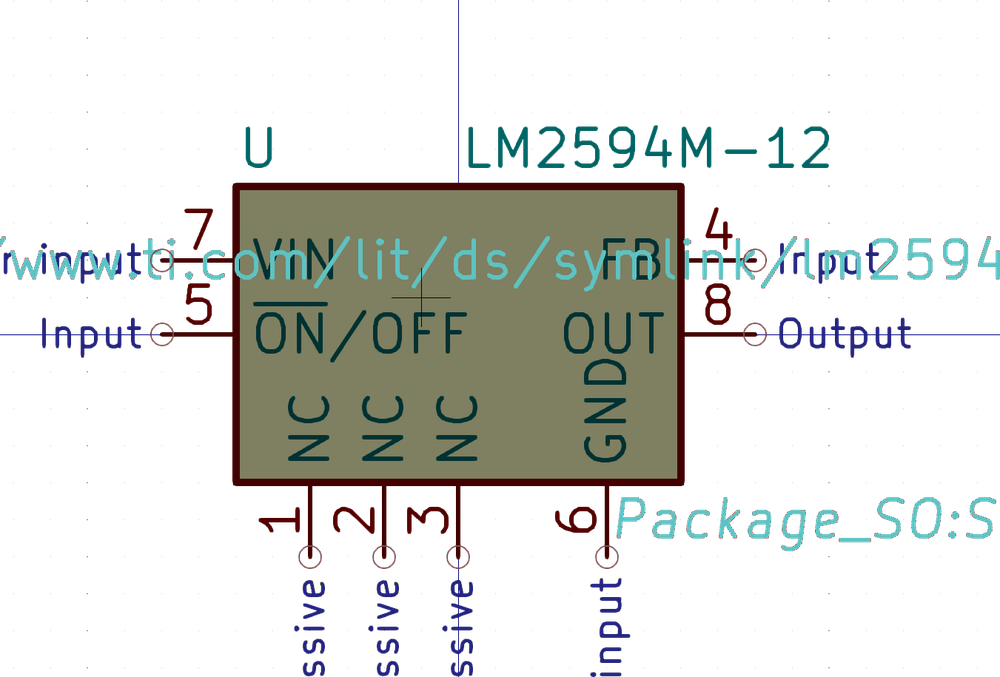 U LM2594M-12
7 4
r input VIN FB Input
www.ti.com/lit/ds/symlink/lm2594
5 8
Input ON/OFF OUT Output
NC NC NC GND
1 2 3 6
Package_SO:S
ssive ssive ssive input